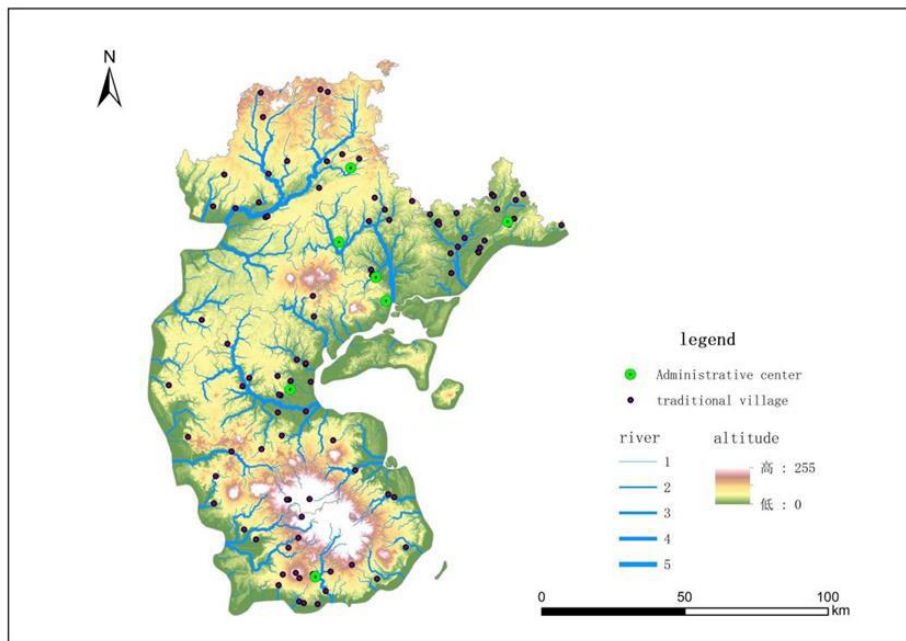 N
legend
Administrative center
traditional village
river
1
2
3
4
5
altitude
高 : 255
低 : 0
0 50 100
km